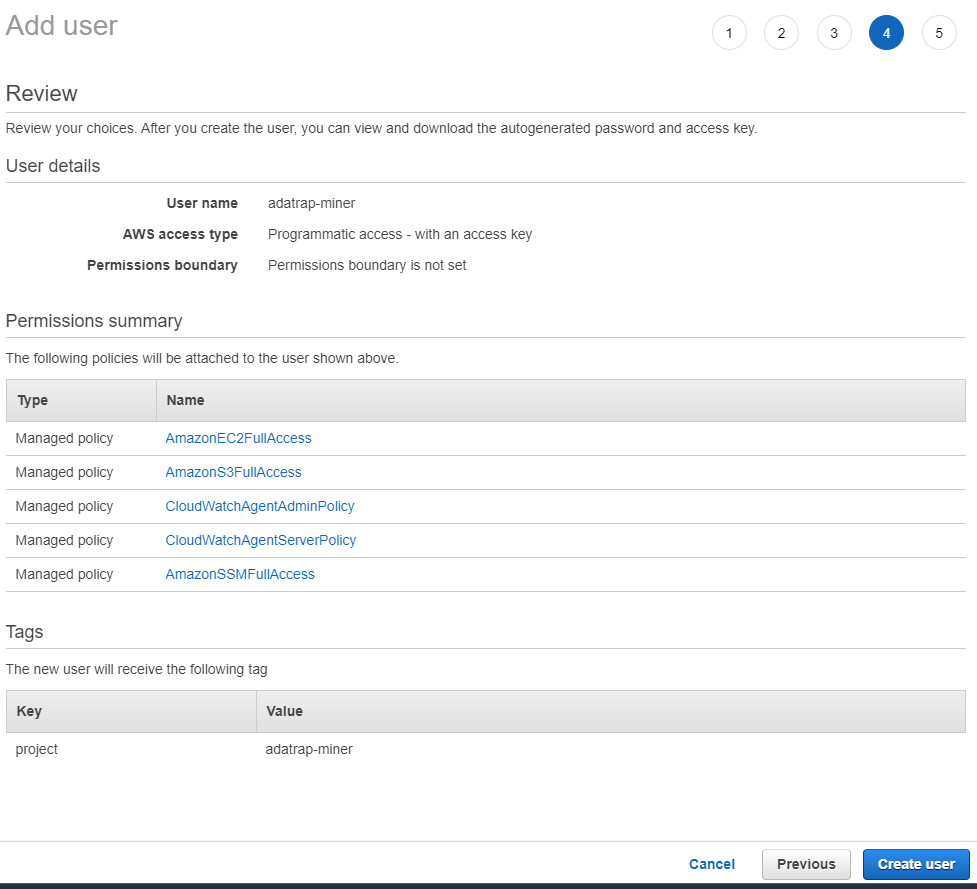 Add user
1 2 3 4 5
Review
Review your choices. After you create the user, you can view and download the autogenerated password and access key.
User details
User name adatrap-miner
AWS access type Programmatic access - with an access key
Permissions boundary Permissions boundary is not set
Permissions summary
The following policies will be attached to the user shown above.
Type Name
Managed policy AmazonEC2FullAccess
Managed policy AmazonS3FullAccess
Managed policy CloudWatchAgentAdminPolicy
Managed policy CloudWatchAgentServerPolicy
Managed policy AmazonSSMFullAccess
Tags
The new user will receive the following tag
Key Value
project adatrap-miner
Cancel Previous Create user